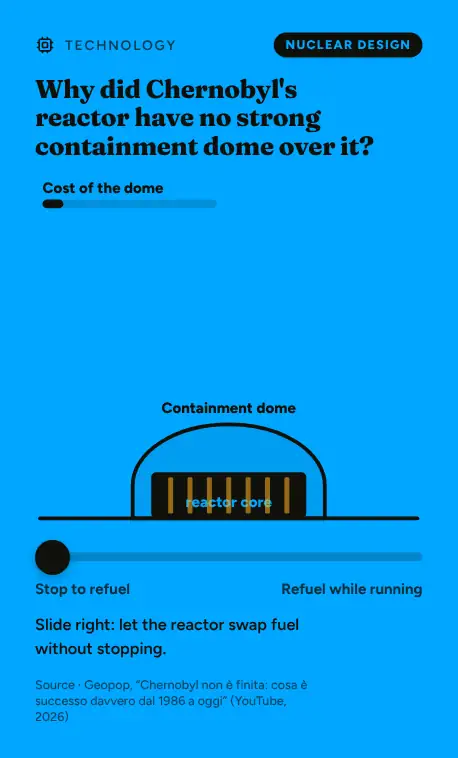 TECHNOLOGY
NUCLEAR DESIGN
Why did Chernobyl's
reactor have no strong
containment dome over it?
Cost of the dome
Containment dome
reactor core
Stop to refuel
Refuel while running
Slide right: let the reactor swap fuel
without stopping.
Source · Geopop, “Chernobyl non è finita: cosa è
successo davvero dal 1986 a oggi” (YouTube,
2026)